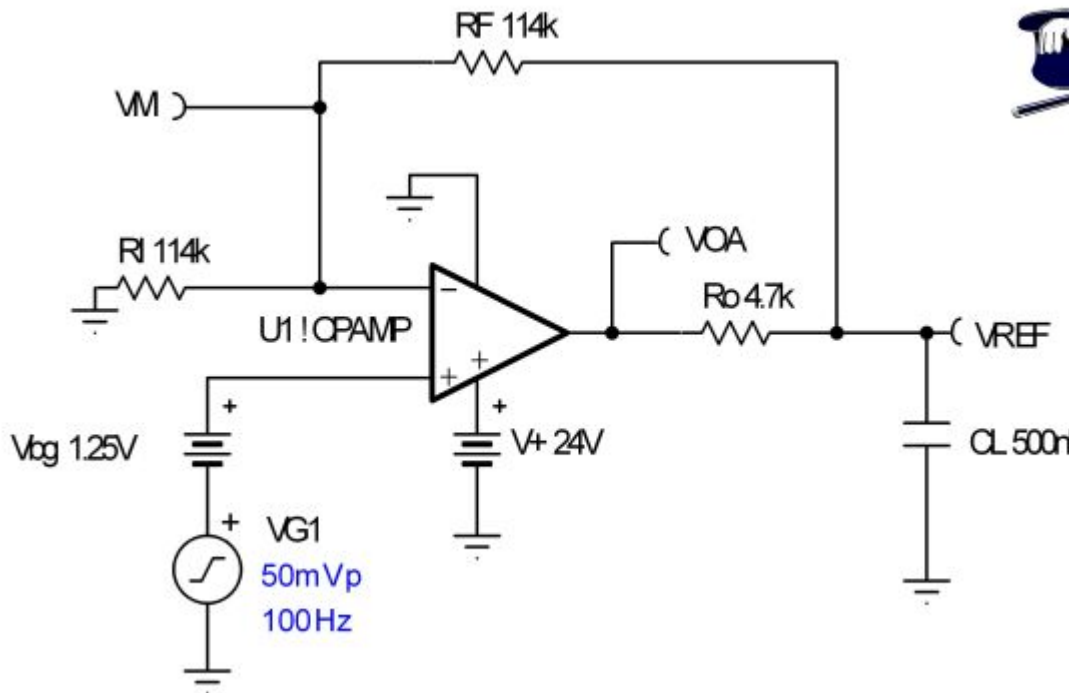 RF 114k
VM
RI 114k
VOA
Ro 4.7k
U1 ! OPAMP
VREF
Vbg 1.25V
V+ 24V
CL 500n
VG1
50mVp
100Hz